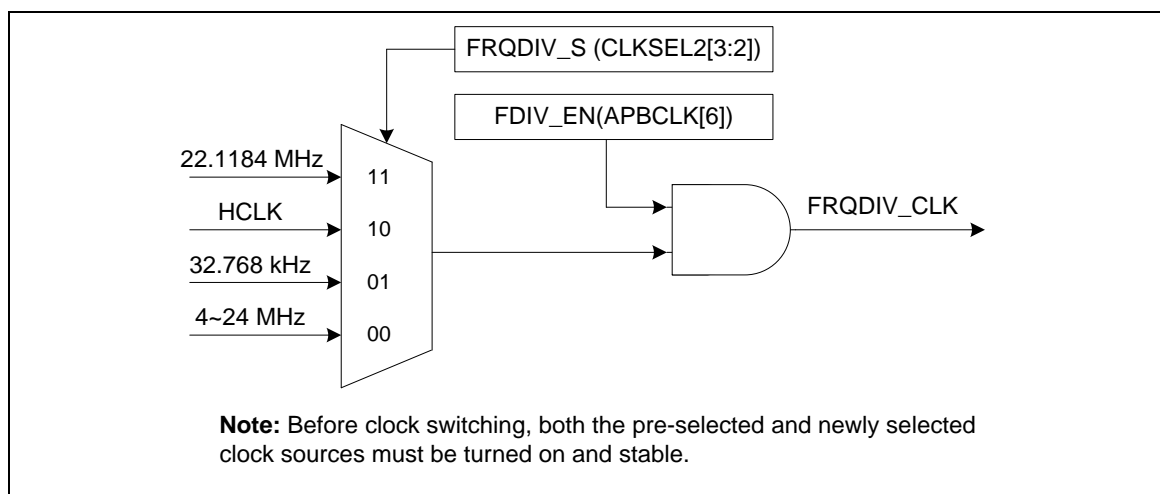 FRQDIV_S (CLKSEL2[3:2])
FDIV_EN(APBCLK[6])
22.1184 MHz
11
HCLK
10
FRQDIV_CLK
32.768 kHz
01
4~24 MHz
00
Note: Before clock switching, both the pre-selected and newly selected
clock sources must be turned on and stable.